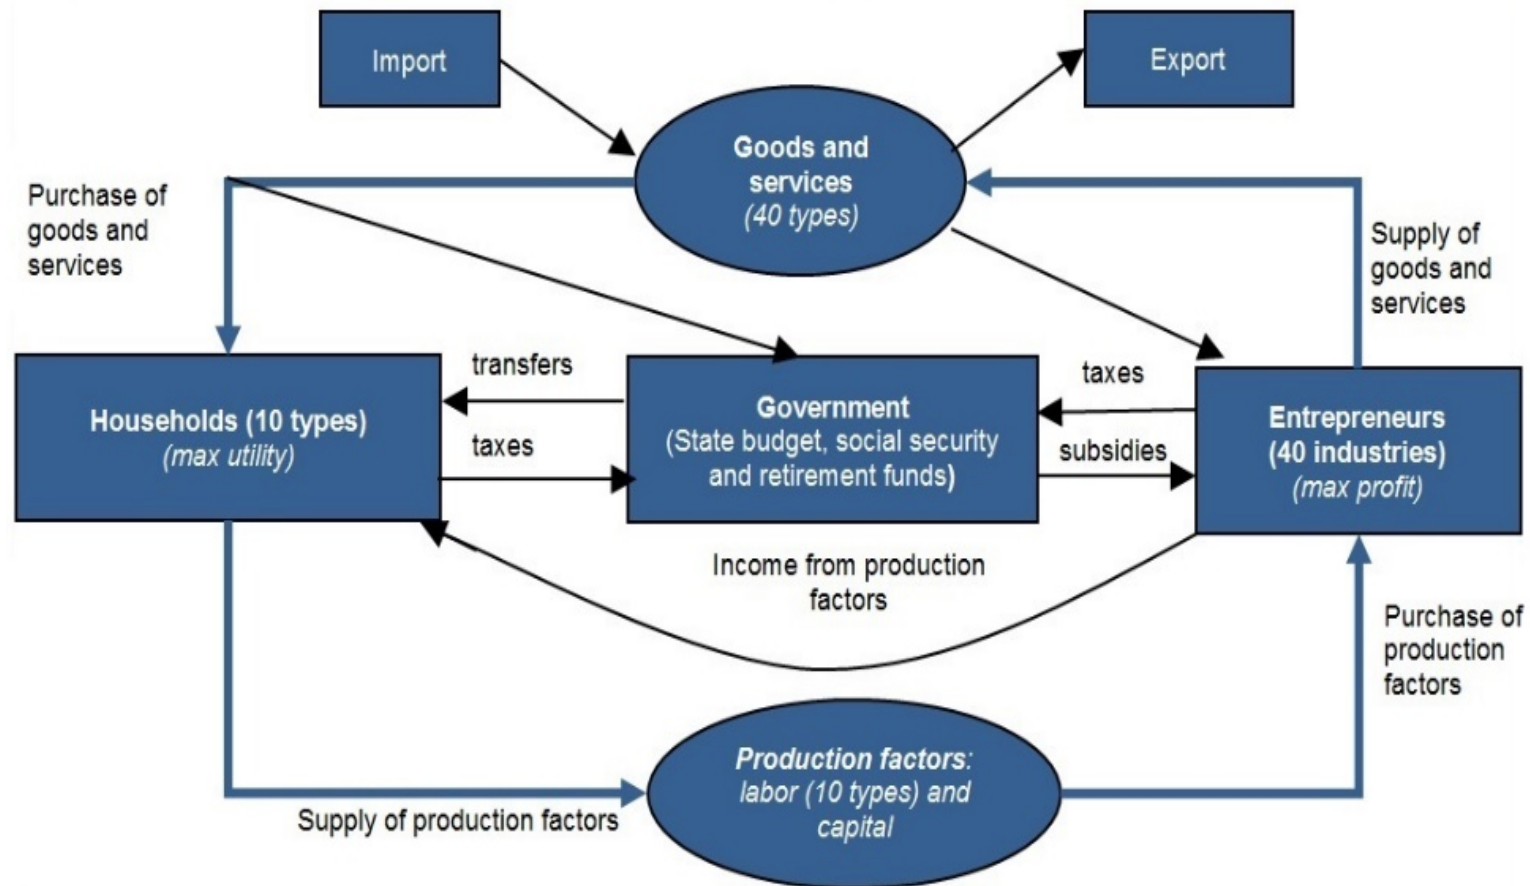 Import
Export
Goods and
services
(40 types)
Purchase of
goods and
services
Supply of
goods and
services
transfers
taxes
Households (10 types)
(max utility)
taxes
Government
(State budget, social security
and retirement funds)
subsidies
Entrepreneurs
(40 industries)
(max profit)
Income from production
factors
Purchase of
production
factors
Production factors:
labor (10 types) and
capital
Supply of production factors